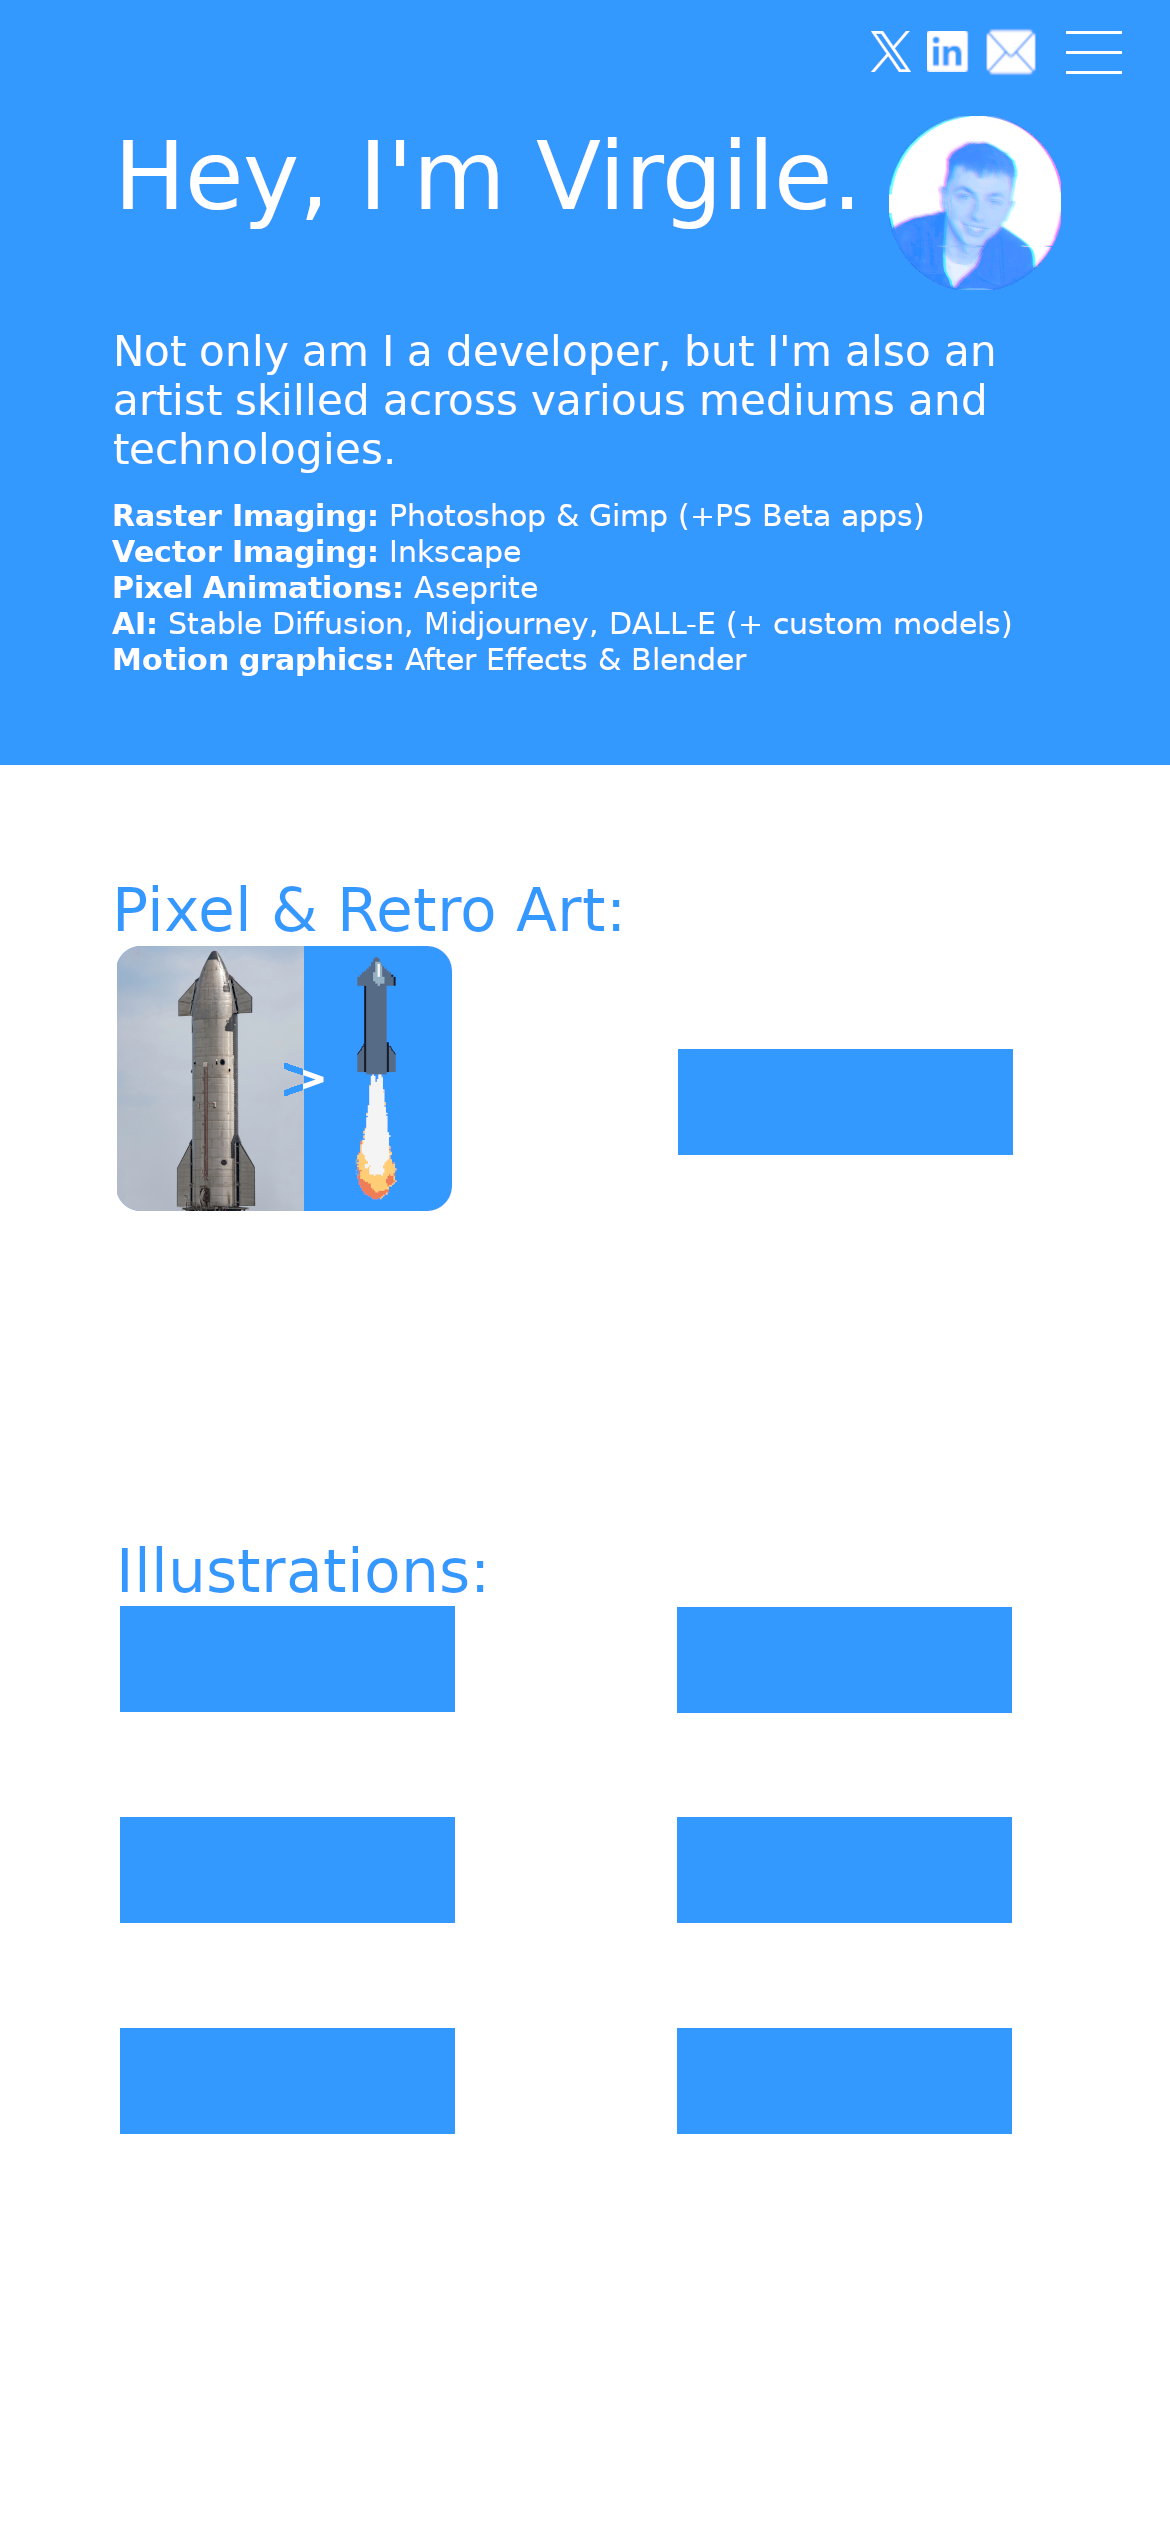 in
Hey, I'm Virgile.
Not only am I a developer, but I'm also an
artist skilled across various mediums and
technologies.
Raster Imaging: Photoshop & Gimp (+PS Beta apps)
Vector Imaging: Inkscape
Pixel Animations: Aseprite
AI: Stable Diffusion, Midjourney, DALL-E (+ custom models)
Motion graphics: After Effects & Blender
Pixel & Retro Art:
>
Illustrations: